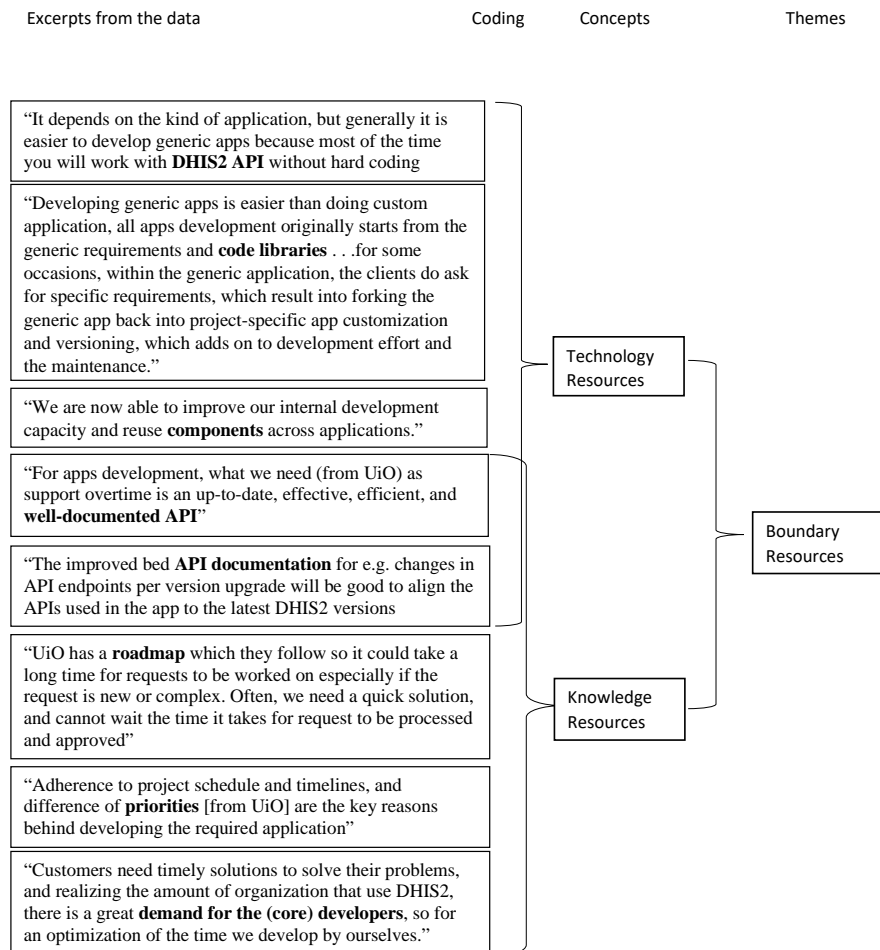 Excerpts from the data Coding Concepts Themes
“It depends on the kind of application, but generally it is
easier to develop generic apps because most of the time
you will work with DHIS2 API without hard coding
“Developing generic apps is easier than doing custom
application, all apps development originally starts from the
generic requirements and code libraries . . .for some
occasions, within the generic application, the clients do ask
for specific requirements, which result into forking the
generic app back into project-specific app customization
and versioning, which adds on to development effort and
the maintenance.”
“We are now able to improve our internal development
capacity and reuse components across applications.”
“For apps development, what we need (from UiO) as
support overtime is an up-to-date, effective, efficient, and
well-documented API”
“The improved bed API documentation for e.g. changes in
API endpoints per version upgrade will be good to align the
APIs used in the app to the latest DHIS2 versions
“UiO has a roadmap which they follow so it could take a
long time for requests to be worked on especially if the
request is new or complex. Often, we need a quick solution,
and cannot wait the time it takes for request to be processed
and approved”
“Adherence to project schedule and timelines, and
difference of priorities [from UiO] are the key reasons
behind developing the required application”
“Customers need timely solutions to solve their problems,
and realizing the amount of organization that use DHIS2,
there is a great demand for the (core) developers, so for
an optimization of the time we develop by ourselves.”
Technology
Resources
Knowledge
Resources
Boundary
Resources